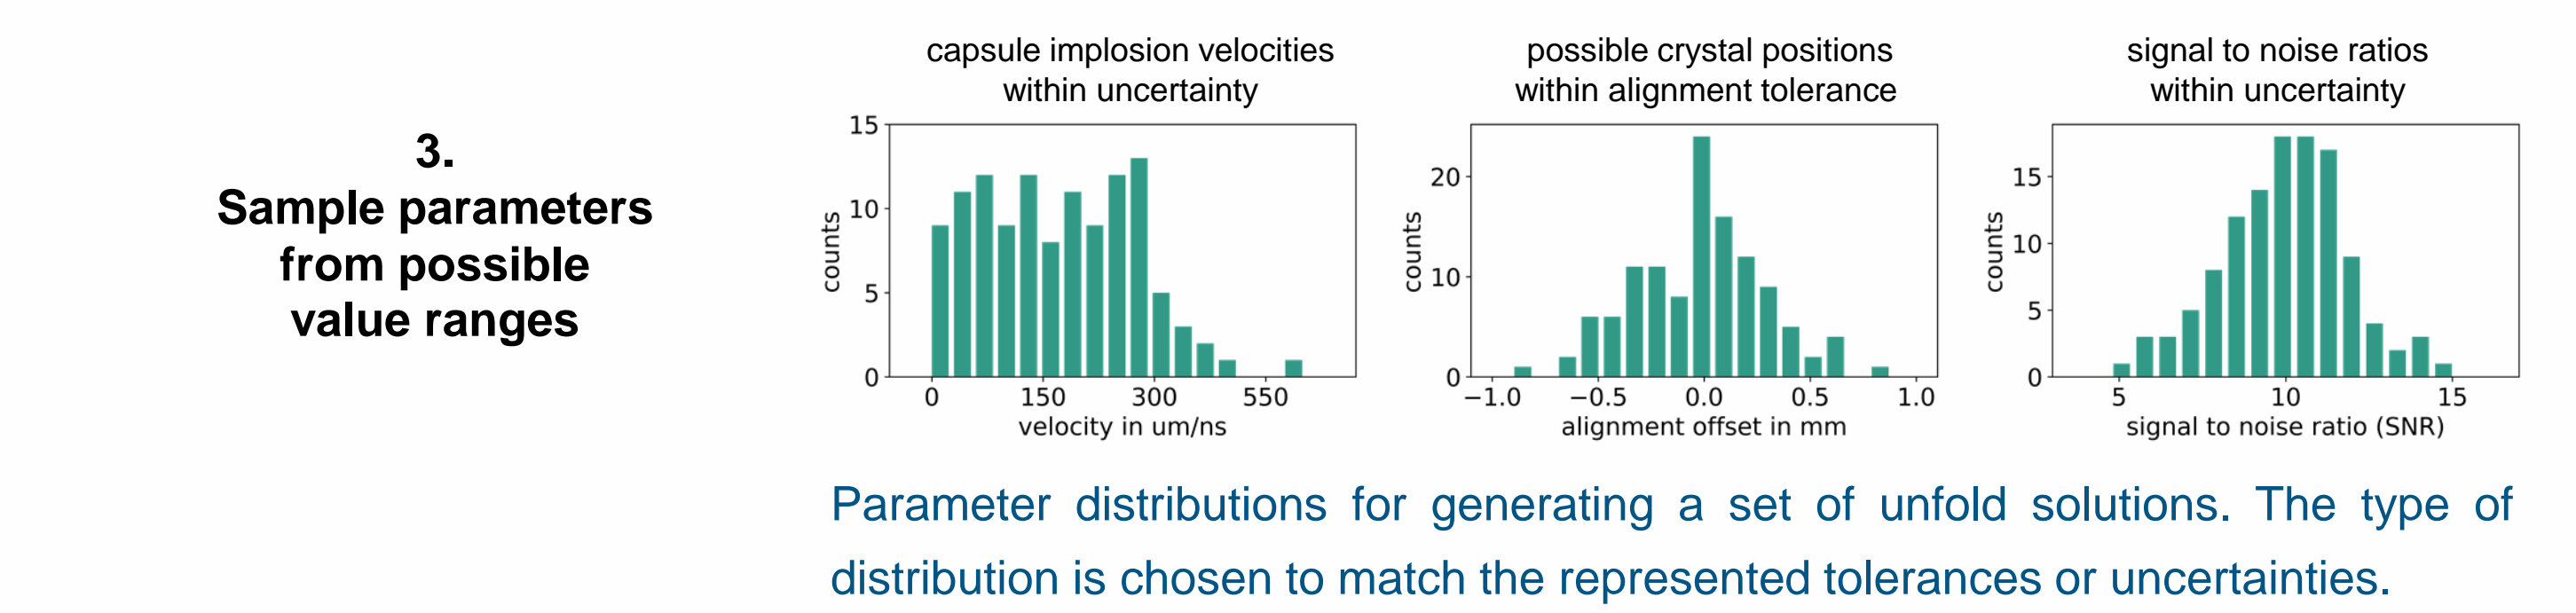 3.
Sample parameters
from possible
value ranges
capsule implosion velocities
within uncertainty
15
10
5
0
counts
0 150 300 550
velocity in um/ns
possible crystal positions
within alignment tolerance
20
10
0
counts
−1.0 −0.5 0.0 0.5 1.0
alignment offset in mm
signal to noise ratios
within uncertainty
15
10
5
0
counts
5 10 15
signal to noise ratio (SNR)
Parameter distributions for generating a set of unfold solutions. The type of
distribution is chosen to match the represented tolerances or uncertainties.